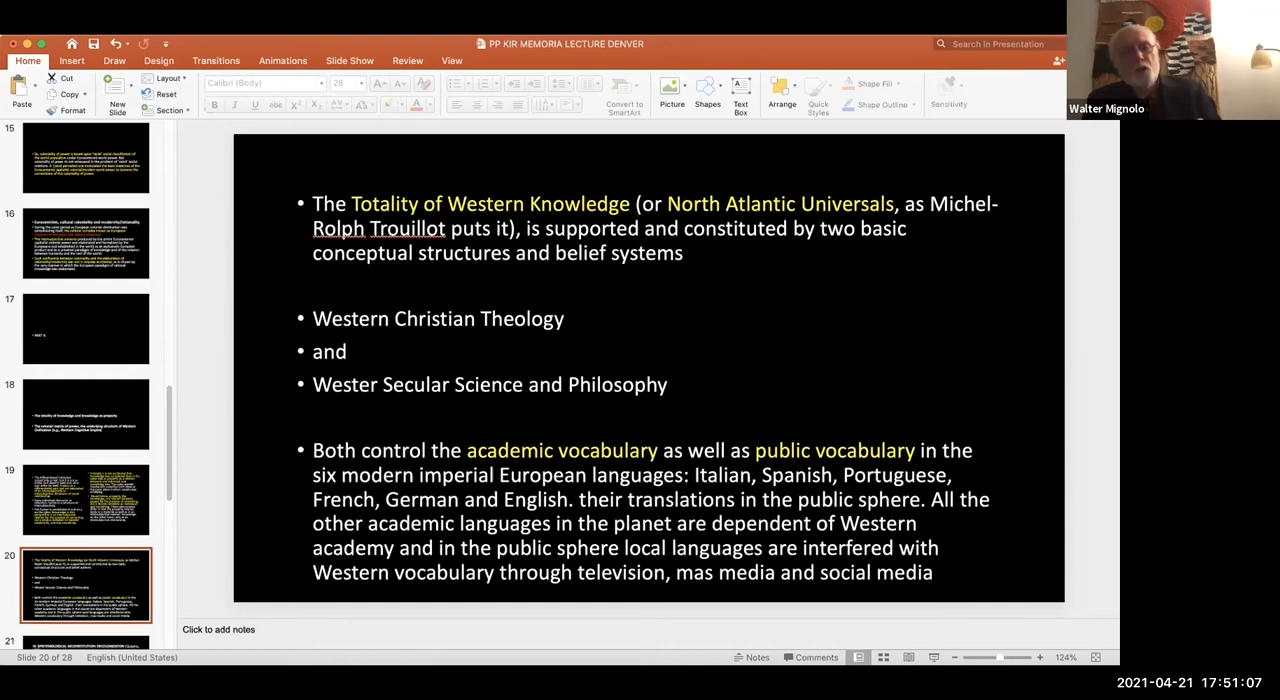 PP KIR MEMORIA LECTURE DENVER
Search in Presentation
Home Insert Draw Design Transitions Animations Slide Show Review View
Paste
Cut
Copy
Format
New Slide
Layout
Reset
Section
Calibri (Body) 28
Convert to SmartArt
Picture
Shapes
Text Box
Arrange
Quick Styles
Shape Fill
Shape Outline
Sensitivity
Walter Mignolo
15
16
17
18
19
20
21
• The Totality of Western Knowledge (or North Atlantic Universals, as Michel-
Rolph Trouillot puts it), is supported and constituted by two basic
conceptual structures and belief systems
• Western Christian Theology
• and
• Wester Secular Science and Philosophy
• Both control the academic vocabulary as well as public vocabulary in the
six modern imperial European languages: Italian, Spanish, Portuguese,
French, German and English. their translations in the public sphere. All the
other academic languages in the planet are dependent of Western
academy and in the public sphere local languages are interfered with
Western vocabulary through television, mas media and social media
Click to add notes
Slide 20 of 28 English (United States)
Notes Comments 124%
2021-04-21 17:51:07